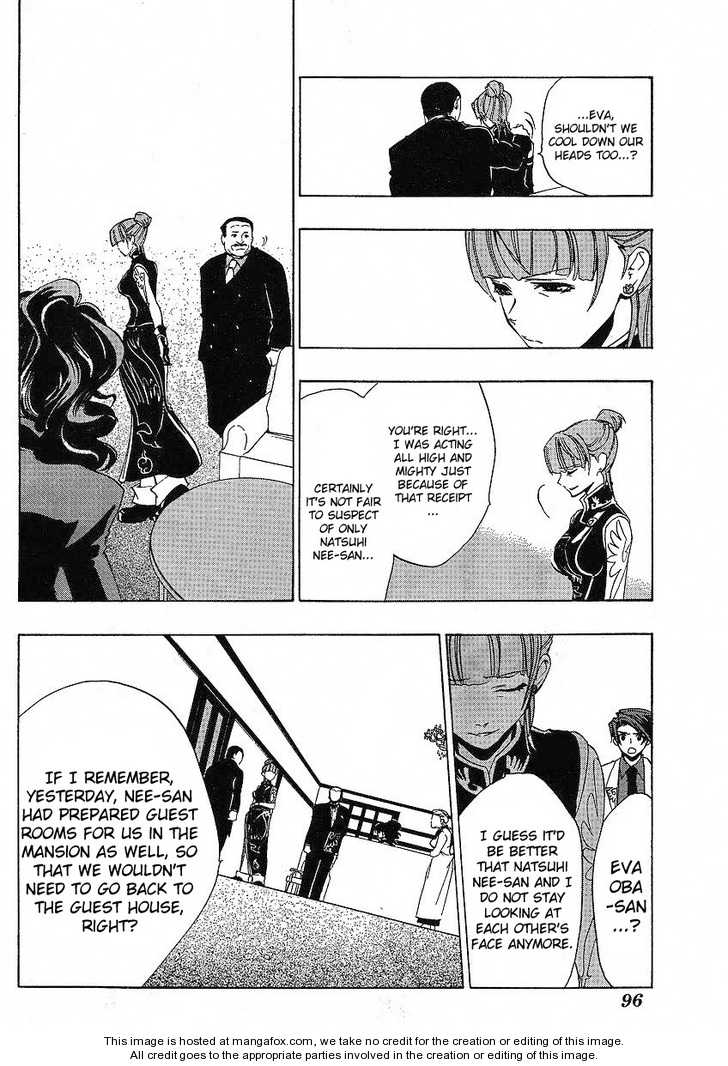 ...EVA,
SHOULDN'T WE
COOL DOWN OUR
HEADS TOO...?
YOU'RE RIGHT...
I WAS ACTING
ALL HIGH AND
MIGHTY JUST
BECAUSE OF
THAT RECEIPT
...
CERTAINLY
IT'S NOT FAIR
TO SUSPECT
OF ONLY
NATSUHI
NEE-SAN...
EVA
OBA
-SAN
...?
I GUESS IT'D
BE BETTER
THAT NATSUHI
NEE-SAN AND I
DO NOT STAY
LOOKING AT
EACH OTHER'S
FACE ANYMORE.
IF I REMEMBER,
YESTERDAY, NEE-SAN
HAD PREPARED GUEST
ROOMS FOR US IN THE
MANSION AS WELL, SO
THAT WE WOULDN'T
NEED TO GO BACK TO
THE GUEST HOUSE,
RIGHT?
96
This image is hosted at mangafox.com, we take no credit for the creation or editing of this image.
All credit goes to the appropriate parties involved in the creation or editing of this image.